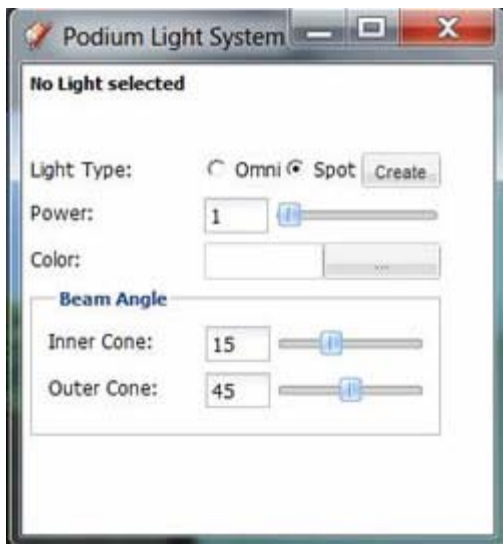 Podium Light System
No Light selected
Light Type: Omni Spot Create
Power: 1
Color: ...
Beam Angle
Inner Cone: 15
Outer Cone: 45